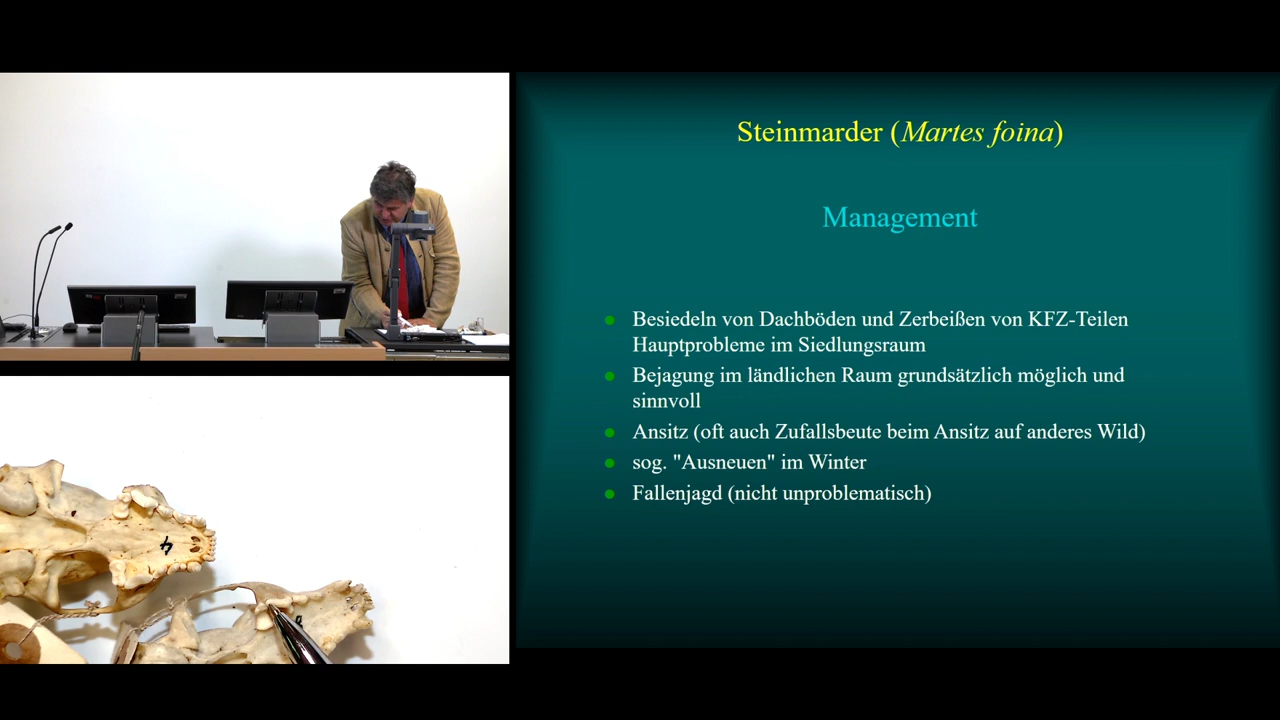 Steinmarder (Martes foina)
Management
Besiedeln von Dachböden und Zerbeißen von KFZ-Teilen
Hauptprobleme im Siedlungsraum
Bejagung im ländlichen Raum grundsätzlich möglich und
sinnvoll
Ansitz (oft auch Zufallsbeute beim Ansitz auf anderes Wild)
sog. "Ausneuen" im Winter
Fallenjagd (nicht unproblematisch)